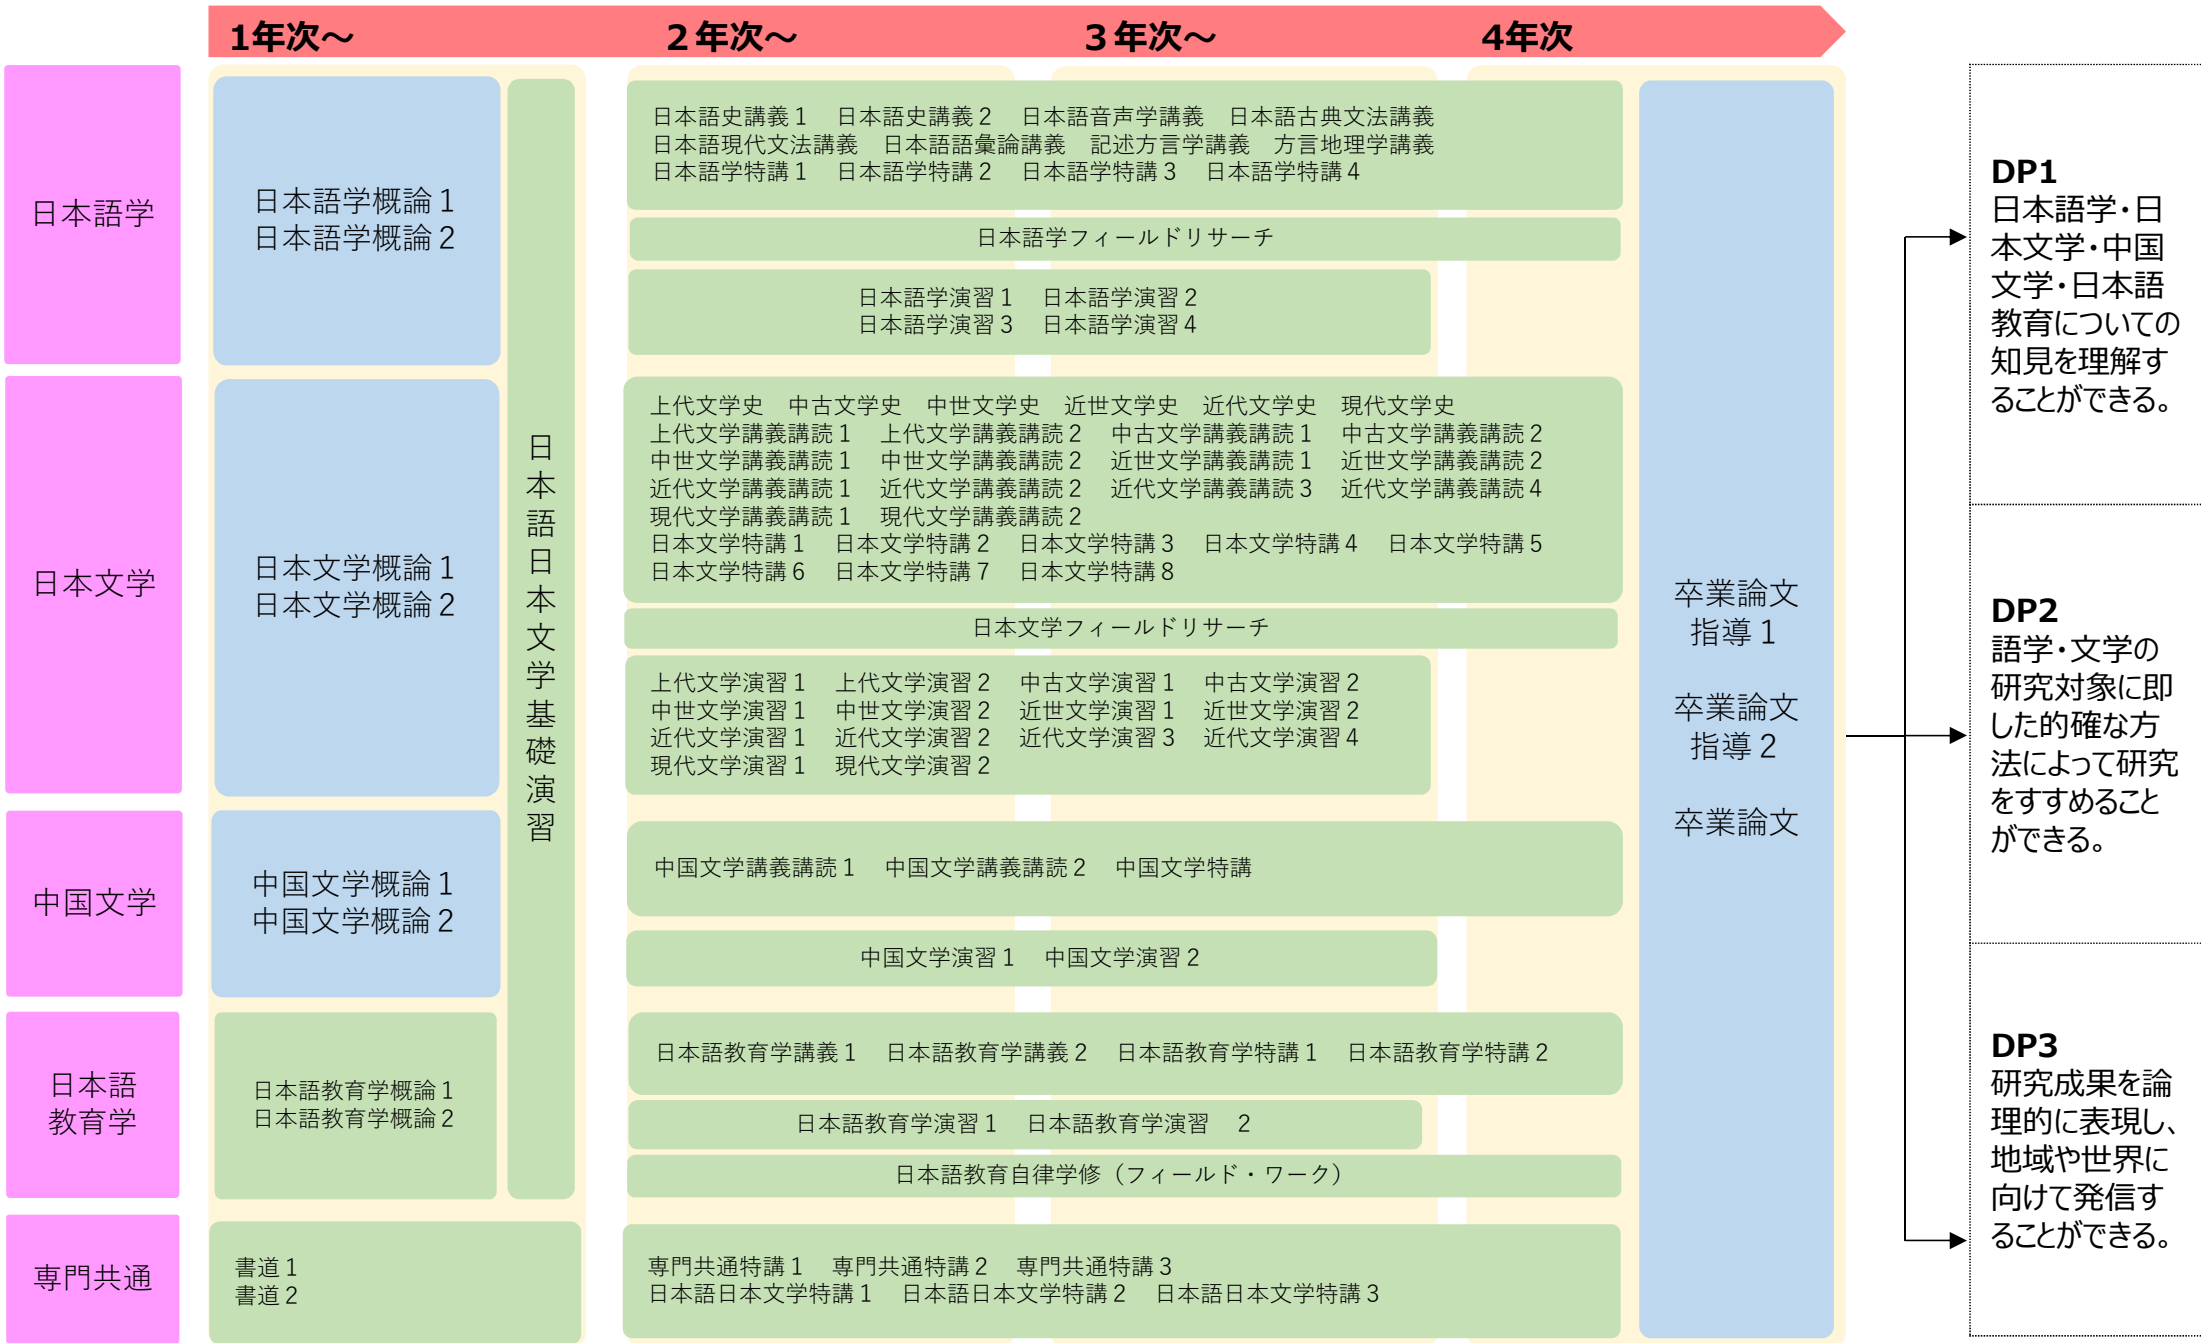 1年次～
２年次～
３年次～
4年次
日本語学
日本語学概論１
日本語学概論２
日本語日本文学基礎演習
日本語史講義１　日本語史講義２　日本語音声学講義　日本語古典文法講義
日本語現代文法講義　日本語語彙論講義　記述方言学講義　方言地理学講義
日本語学特講１　日本語学特講２　日本語学特講３　日本語学特講４
日本語学フィールドリサーチ
日本語学演習１　日本語学演習２
日本語学演習３　日本語学演習４
日本文学
日本文学概論１
日本文学概論２
上代文学史　中古文学史　中世文学史　近世文学史　近代文学史　現代文学史
上代文学講義講読１　上代文学講義講読２　中古文学講義講読１　中古文学講義講読２
中世文学講義講読１　中世文学講義講読２　近世文学講義講読１　近世文学講義講読２
近代文学講義講読１　近代文学講義講読２　近代文学講義講読３　近代文学講義講読４
現代文学講義講読１　現代文学講義講読２
日本文学特講１　日本文学特講２　日本文学特講３　日本文学特講４　日本文学特講５
日本文学特講６　日本文学特講７　日本文学特講８
日本文学フィールドリサーチ
上代文学演習１　上代文学演習２　中古文学演習１　中古文学演習２
中世文学演習１　中世文学演習２　近世文学演習１　近世文学演習２
近代文学演習１　近代文学演習２　近代文学演習３　近代文学演習４
現代文学演習１　現代文学演習２
中国文学
中国文学概論１
中国文学概論２
中国文学講義講読１　中国文学講義講読２　中国文学特講
中国文学演習１　中国文学演習２
日本語
教育学
日本語教育学概論１
日本語教育学概論２
日本語教育学講義１　日本語教育学講義２　日本語教育学特講１　日本語教育学特講２
日本語教育学演習１　日本語教育学演習　２
日本語教育自律学修（フィールド・ワーク）
専門共通
書道１
書道２
専門共通特講１　専門共通特講２　専門共通特講３
日本語日本文学特講１　日本語日本文学特講２　日本語日本文学特講３
卒業論文
指導１
卒業論文
指導２
卒業論文
DP1
日本語学・日
本文学・中国
文学・日本語
教育についての
知見を理解す
ることができる。
DP2
語学・文学の
研究対象に即
した的確な方
法によって研究
をすすめること
ができる。
DP3
研究成果を論
理的に表現し、
地域や世界に
向けて発信す
ることができる。